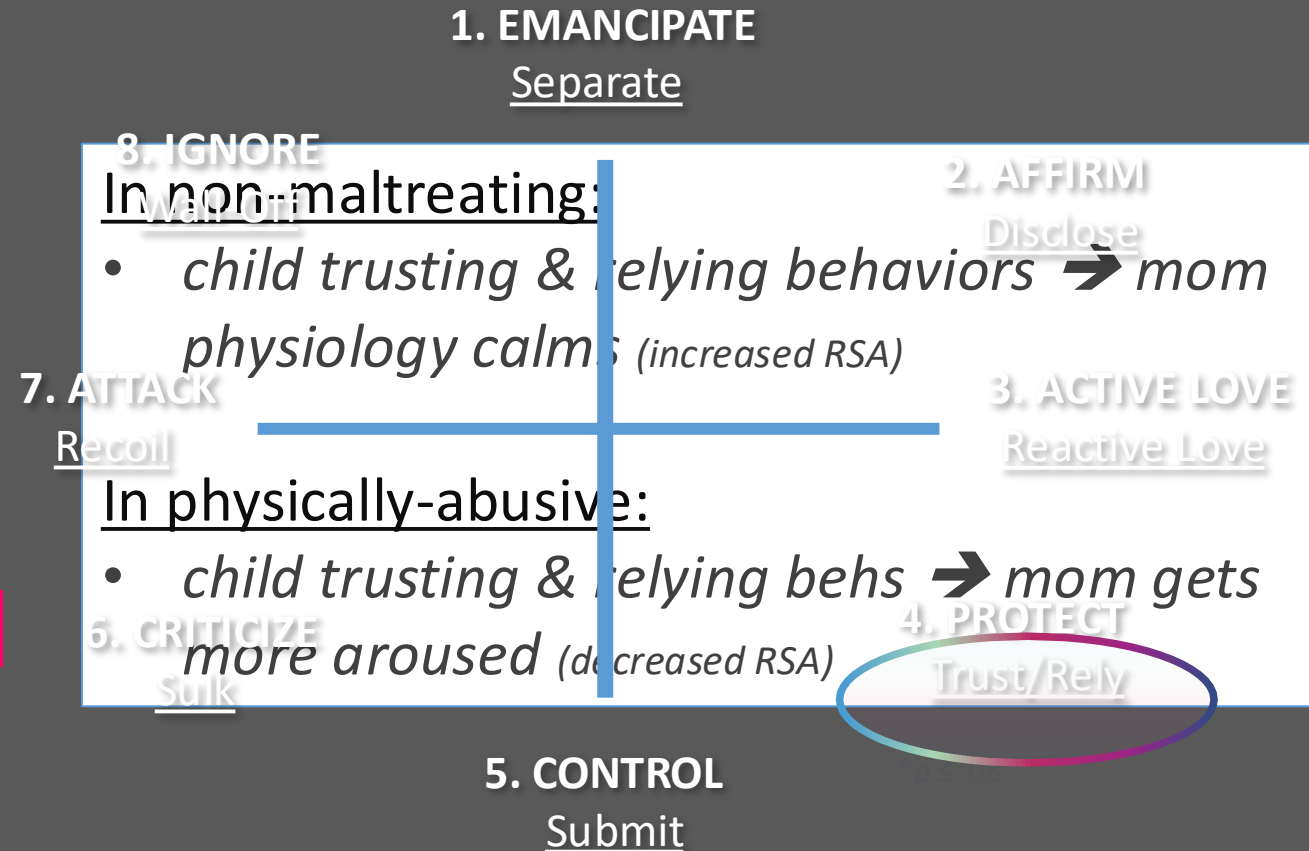 1. EMANCIPATE
Separate
8. IGNORE
Wall-Off
2. AFFIRM
Disclose
In non-maltreating:
• child trusting & relying behaviors ➔ mom
physiology calms (increased RSA)
7. ATTACK
Recoil
3. ACTIVE LOVE
Reactive Love
In physically-abusive:
• child trusting & relying behs ➔ mom gets
more aroused (decreased RSA)
6. CRITICIZE
Sulk
4. PROTECT
Trust/Rely
5. CONTROL
Submit